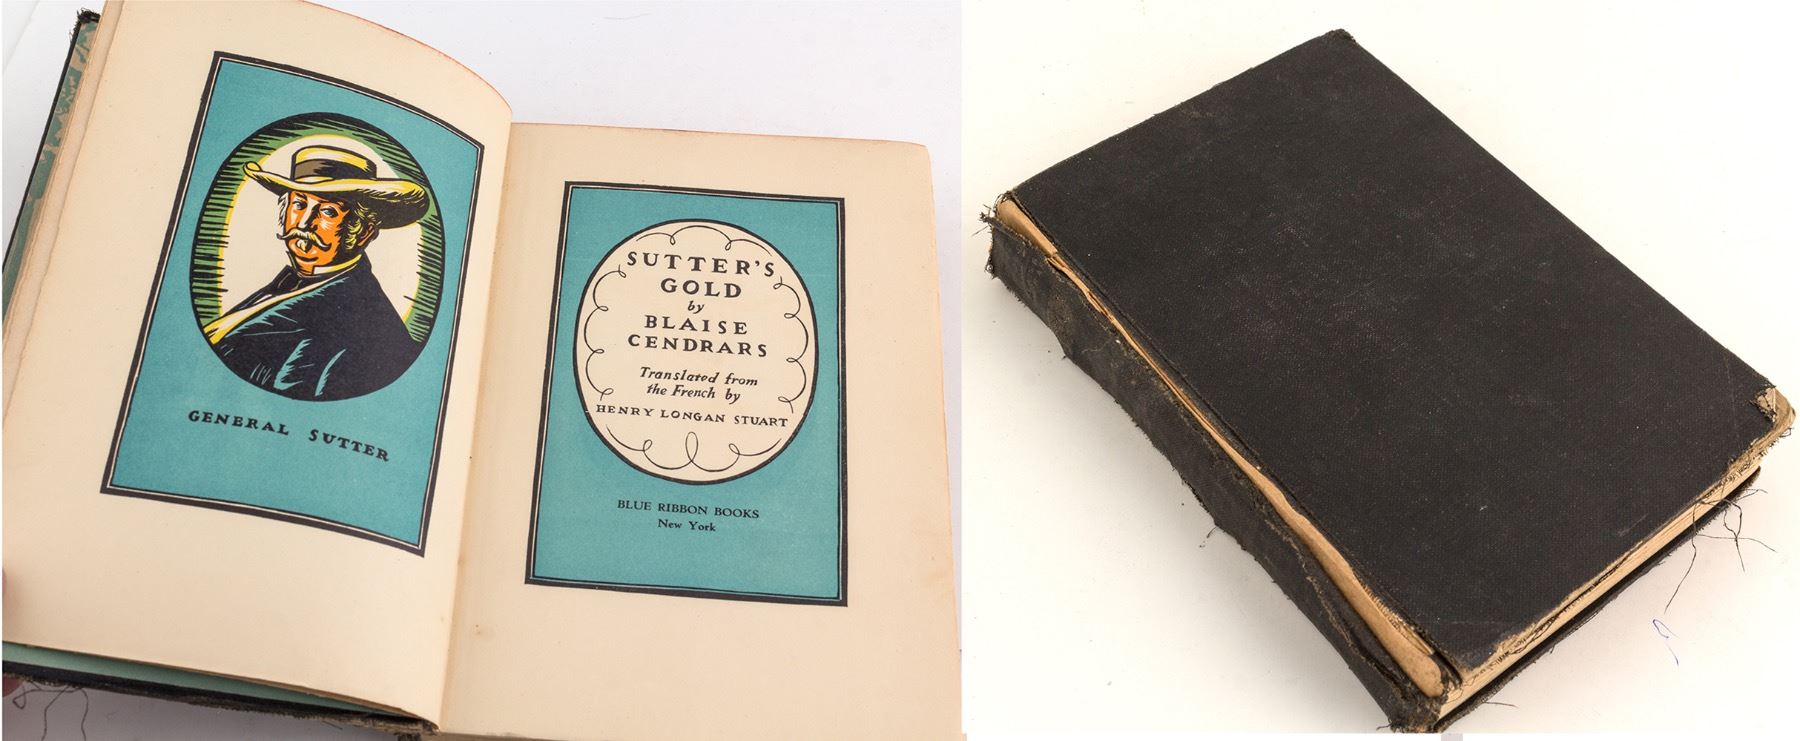 GENERAL SUTTER
SUTTER'S
GOLD
by
BLAISE
CENDRARS
Translated from
the French by
HENRY LONGAN STUART
BLUE RIBBON BOOKS
New York